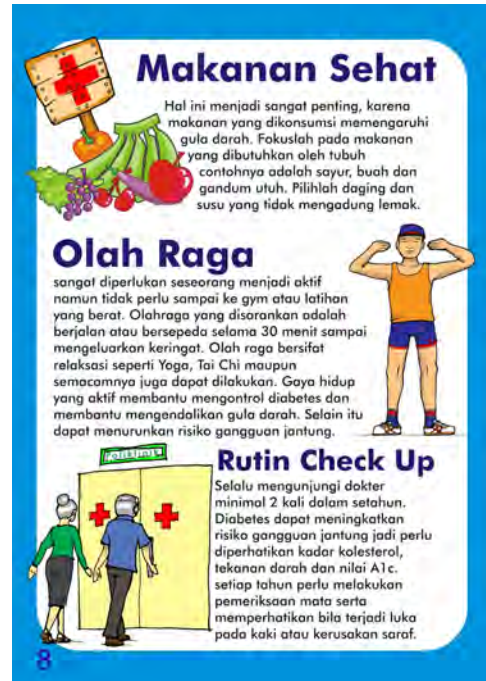 Makanan Sehat
Hal ini menjadi sangat penting, karena
makanan yang dikonsumsi memengaruhi
gula darah. Fokuslah pada makanan
yang dibutuhkan oleh tubuh
contohnya adalah sayur, buah dan
gandum utuh. Pilihlah daging dan
susu yang tidak mengadung lemak.
Olah Raga
sangat diperlukan seseorang menjadi aktif
namun tidak perlu sampai ke gym atau latihan
yang berat. Olahraga yang disarankan adalah
berjalan atau bersepeda selama 30 menit sampai
mengeluarkan keringat. Olah raga bersifat
relaksasi seperti Yoga, Tai Chi maupun
semacamnya juga dapat dilakukan. Gaya hidup
yang aktif membantu mengontrol diabetes dan
membantu mengendalikan gula darah. Selain itu
dapat menurunkan risiko gangguan jantung.
Poliklinik
Rutin Check Up
Selalu mengunjungi dokter
minimal 2 kali dalam setahun.
Diabetes dapat meningkatkan
risiko gangguan jantung jadi perlu
diperhatikan kadar kolesterol,
tekanan darah dan nilai A1c.
setiap tahun perlu melakukan
pemeriksaan mata serta
memperhatikan bila terjadi luka
pada kaki atau kerusakan saraf.
8